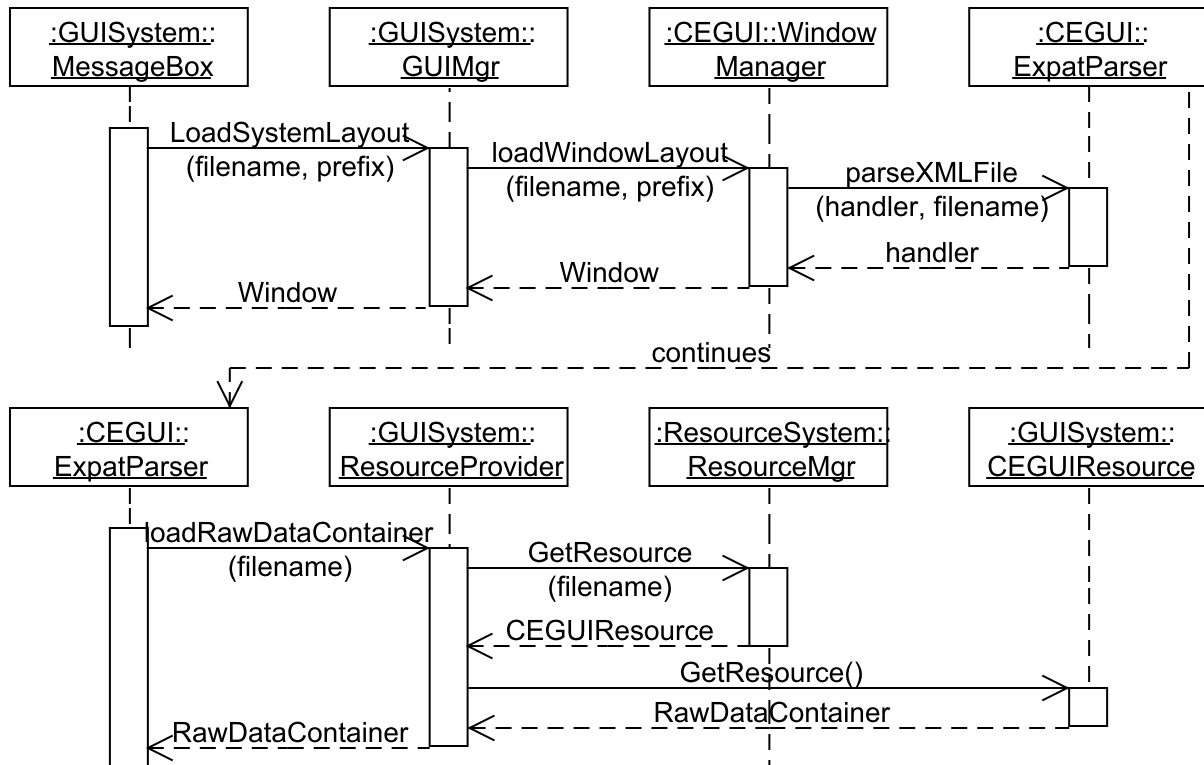 :GUISystem::
MessageBox
:GUISystem::
GUIMgr
:CEGUI::Window
Manager
:CEGUI::
ExpatParser
LoadSystemLayout
(filename, prefix)
loadWindowLayout
(filename, prefix)
parseXMLFile
(handler, filename)
handler
Window
Window
continues
:CEGUI::
ExpatParser
:GUISystem::
ResourceProvider
:ResourceSystem::
ResourceMgr
:GUISystem::
CEGUIResource
loadRawDataContainer
(filename)
GetResource
(filename)
CEGUIResource
GetResource()
RawDataContainer
RawDataContainer